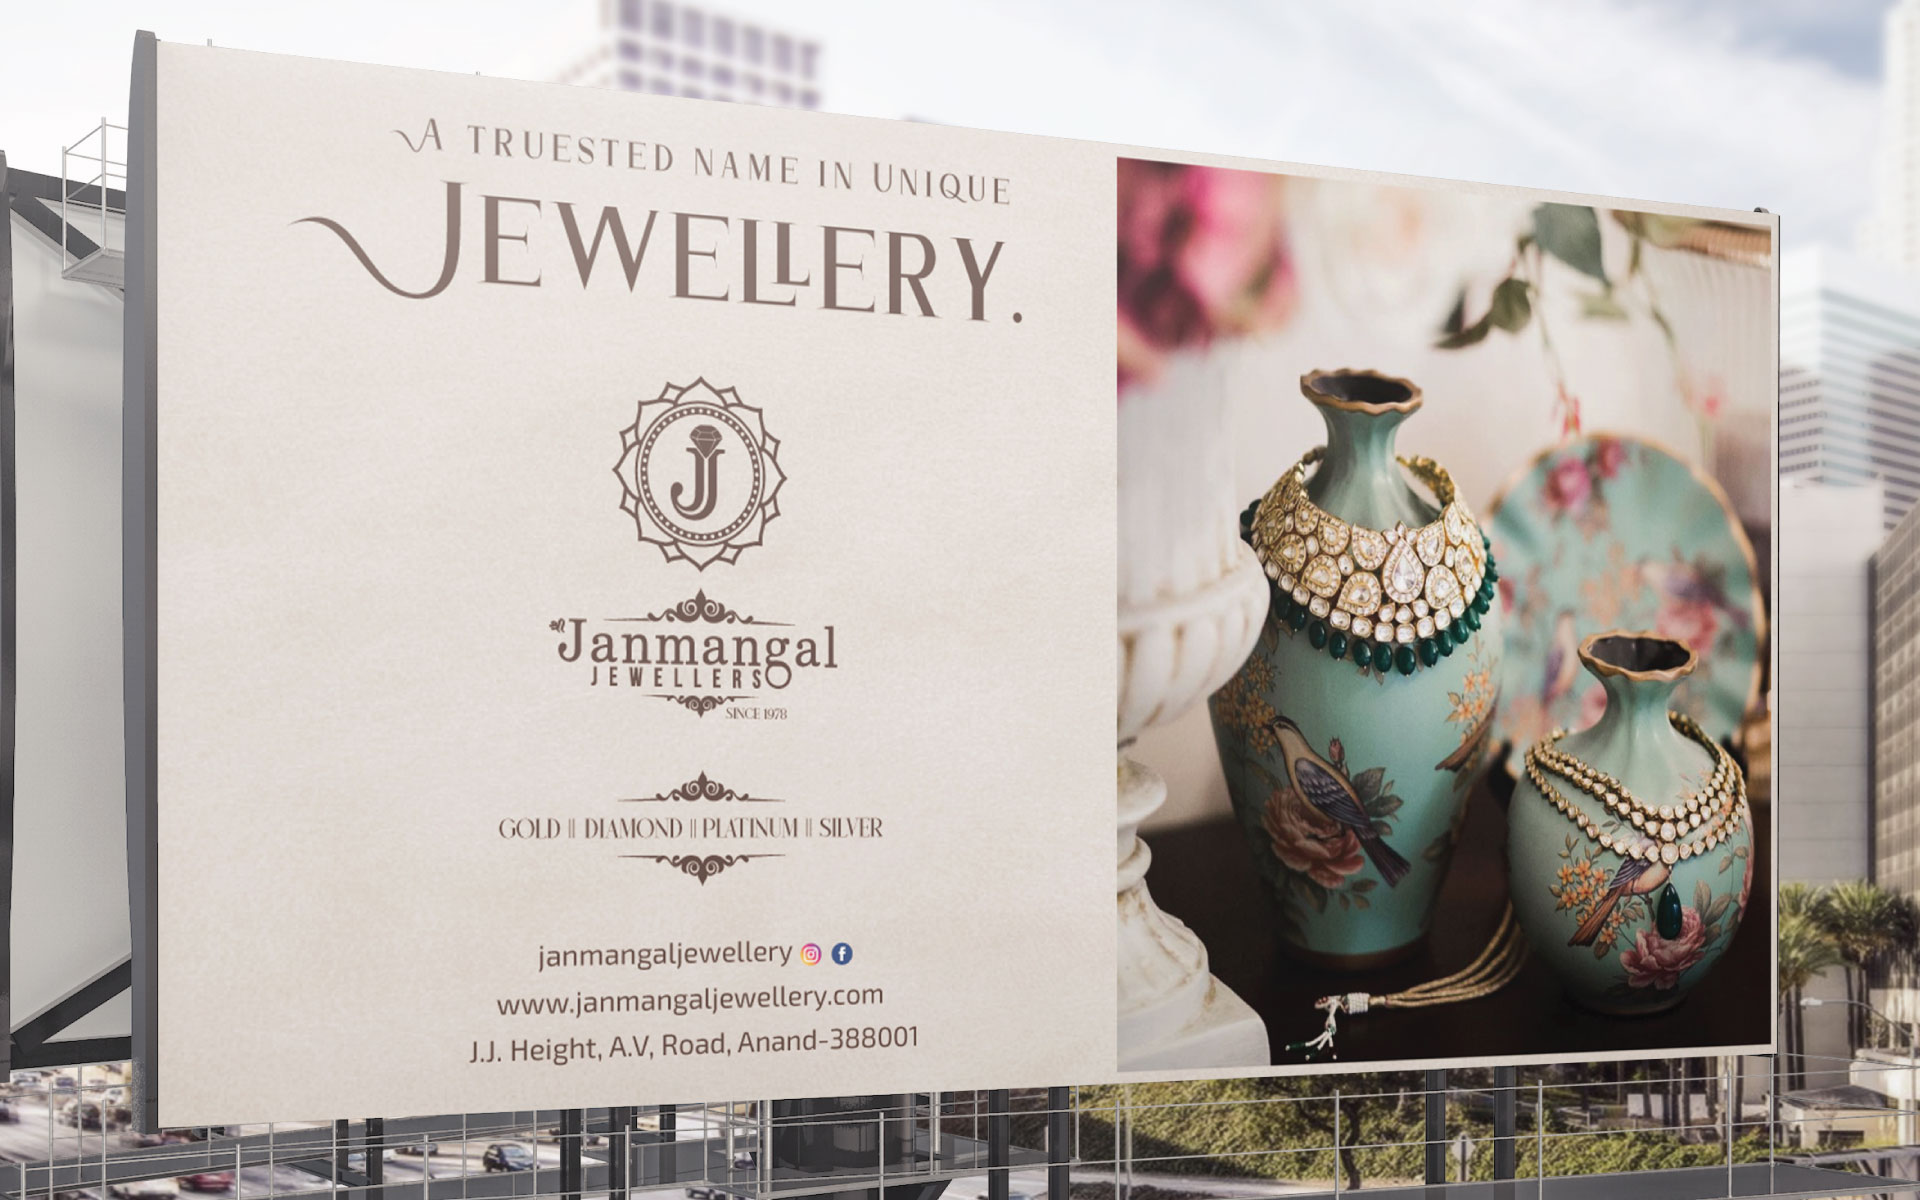 A TRUESTED NAME IN UNIQUE
JEWELLERY.
J
Janmangal
JEWELLERS
SINCE 1978
GOLD || DIAMOND || PLATINUM || SILVER
janmangaljewellery
www.janmangaljewellery.com
J.J. Height, A.V, Road, Anand-388001